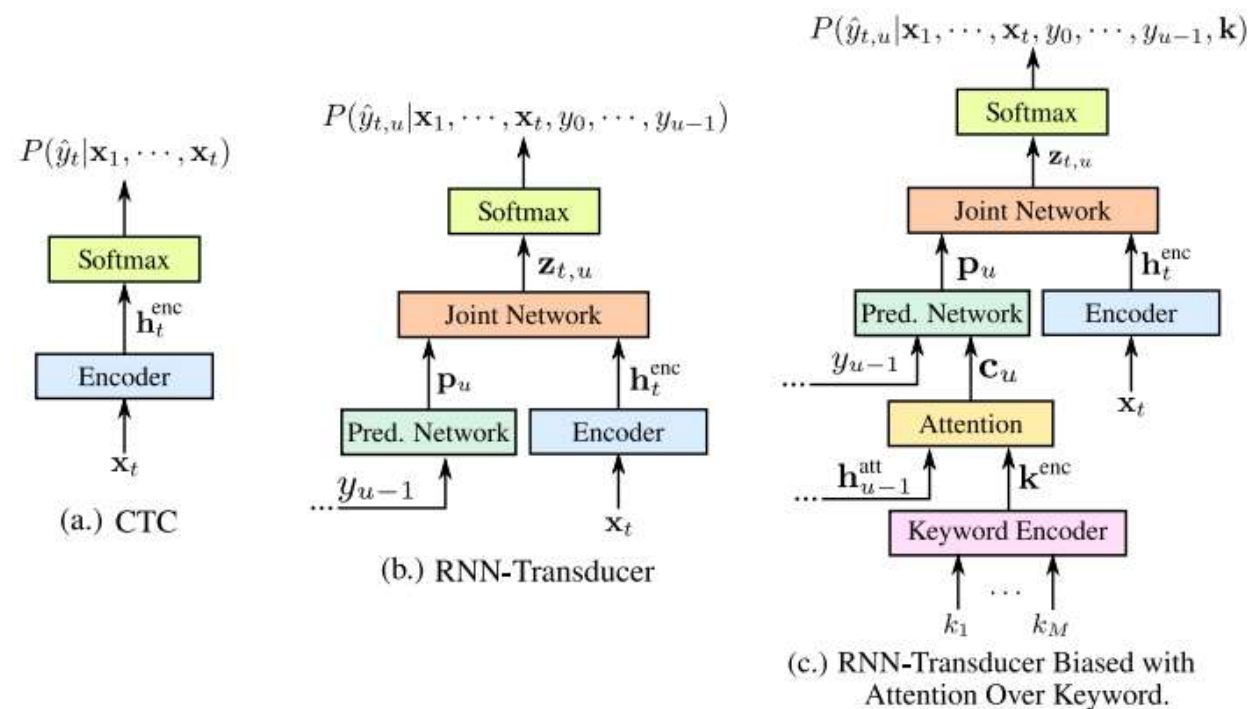 P(ŷ_t|x_1, ⋯, x_t)
Softmax
h_t^enc
Encoder
x_t
(a.) CTC
P(ŷ_{t,u}|x_1, ⋯, x_t, y_0, ⋯, y_{u−1})
Softmax
z_{t,u}
Joint Network
p_u
h_t^enc
Pred. Network
Encoder
... y_{u−1}
x_t
(b.) RNN-Transducer
P(ŷ_{t,u}|x_1, ⋯, x_t, y_0, ⋯, y_{u−1}, k)
Softmax
z_{t,u}
Joint Network
p_u
h_t^enc
Pred. Network
Encoder
... y_{u−1}
c_u
x_t
Attention
... h_{u−1}^att
k^enc
Keyword Encoder
k_1 ⋯ k_M
(c.) RNN-Transducer Biased with
Attention Over Keyword.